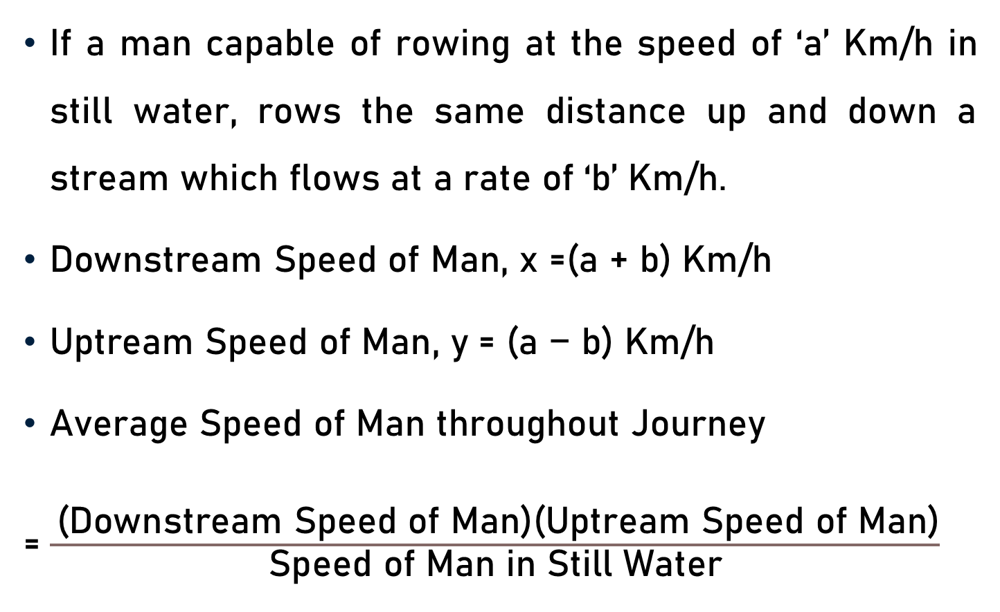 • If a man capable of rowing at the speed of ‘a’ Km/h in
still water, rows the same distance up and down a
stream which flows at a rate of ‘b’ Km/h.
• Downstream Speed of Man, x =(a + b) Km/h
• Uptream Speed of Man, y = (a − b) Km/h
• Average Speed of Man throughout Journey
= (Downstream Speed of Man)(Uptream Speed of Man)
Speed of Man in Still Water